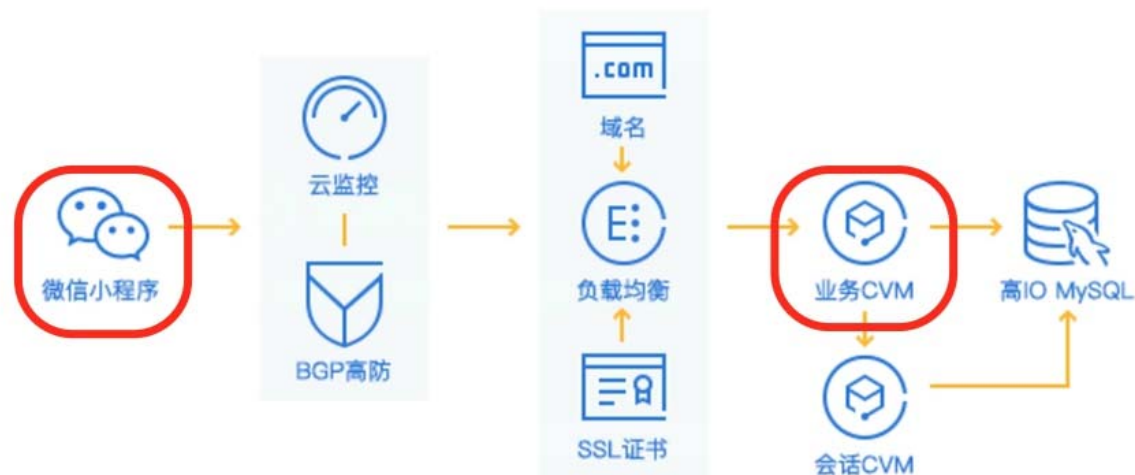 微信小程序
云监控
BGP高防
.com
域名
E:
负载均衡
SSL证书
业务CVM
会话CVM
高IO MySQL